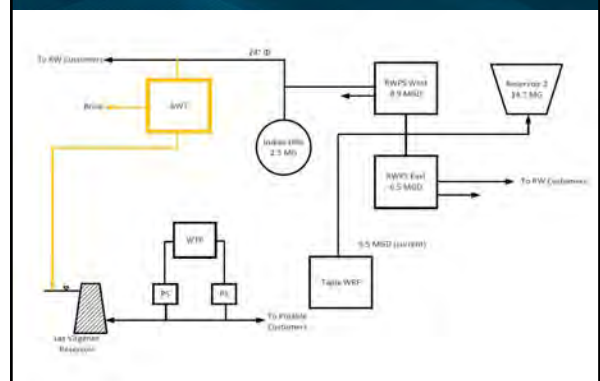 24" Ф
To RW Customers
RWPS West
8.9 MGD
Reservoir 2
14.7 MG
Brine
AWT
Indian Hills
2.3 MG
RWPS East
6.5 MGD
To RW Customers
9.5 MGD (current)
WTP
Tapia WRF
PS
PS
To Potable
Customers
Las Virgenes
Reservoir